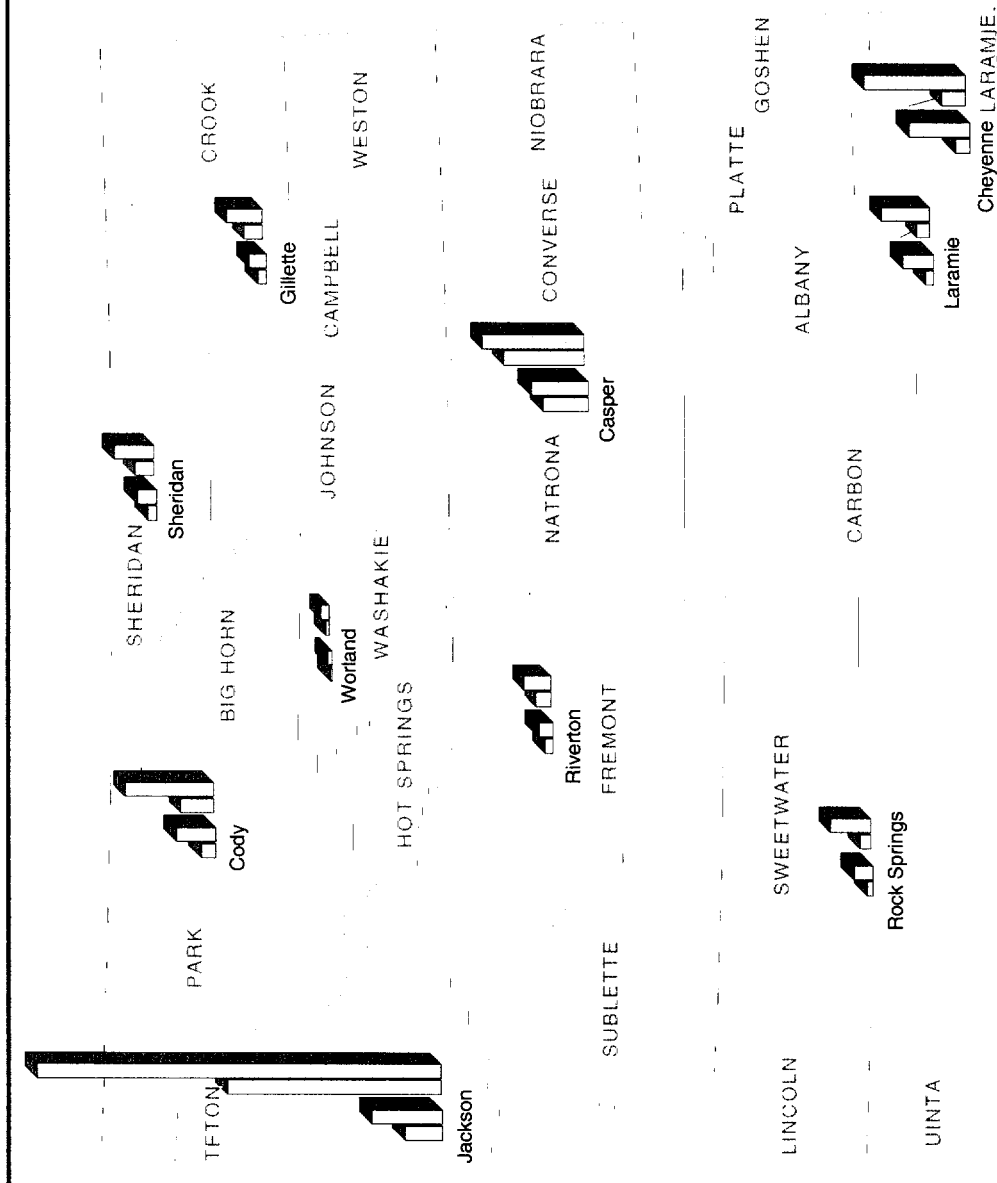 SHERIDAN
Sheridan
PARK
CROOK
TETON
BIG HORN
Cody
Gillette
JOHNSON
CAMPBELL
Worland
WESTON
WASHAKIE
HOT SPRINGS
Jackson
NIOBRARA
CONVERSE
NATRONA
Riverton
Casper
SUBLETTE
FREMONT
PLATTE
GOSHEN
SWEETWATER
LINCOLN
ALBANY
CARBON
Rock Springs
UINTA
Laramie
Cheyenne LARAMJE.